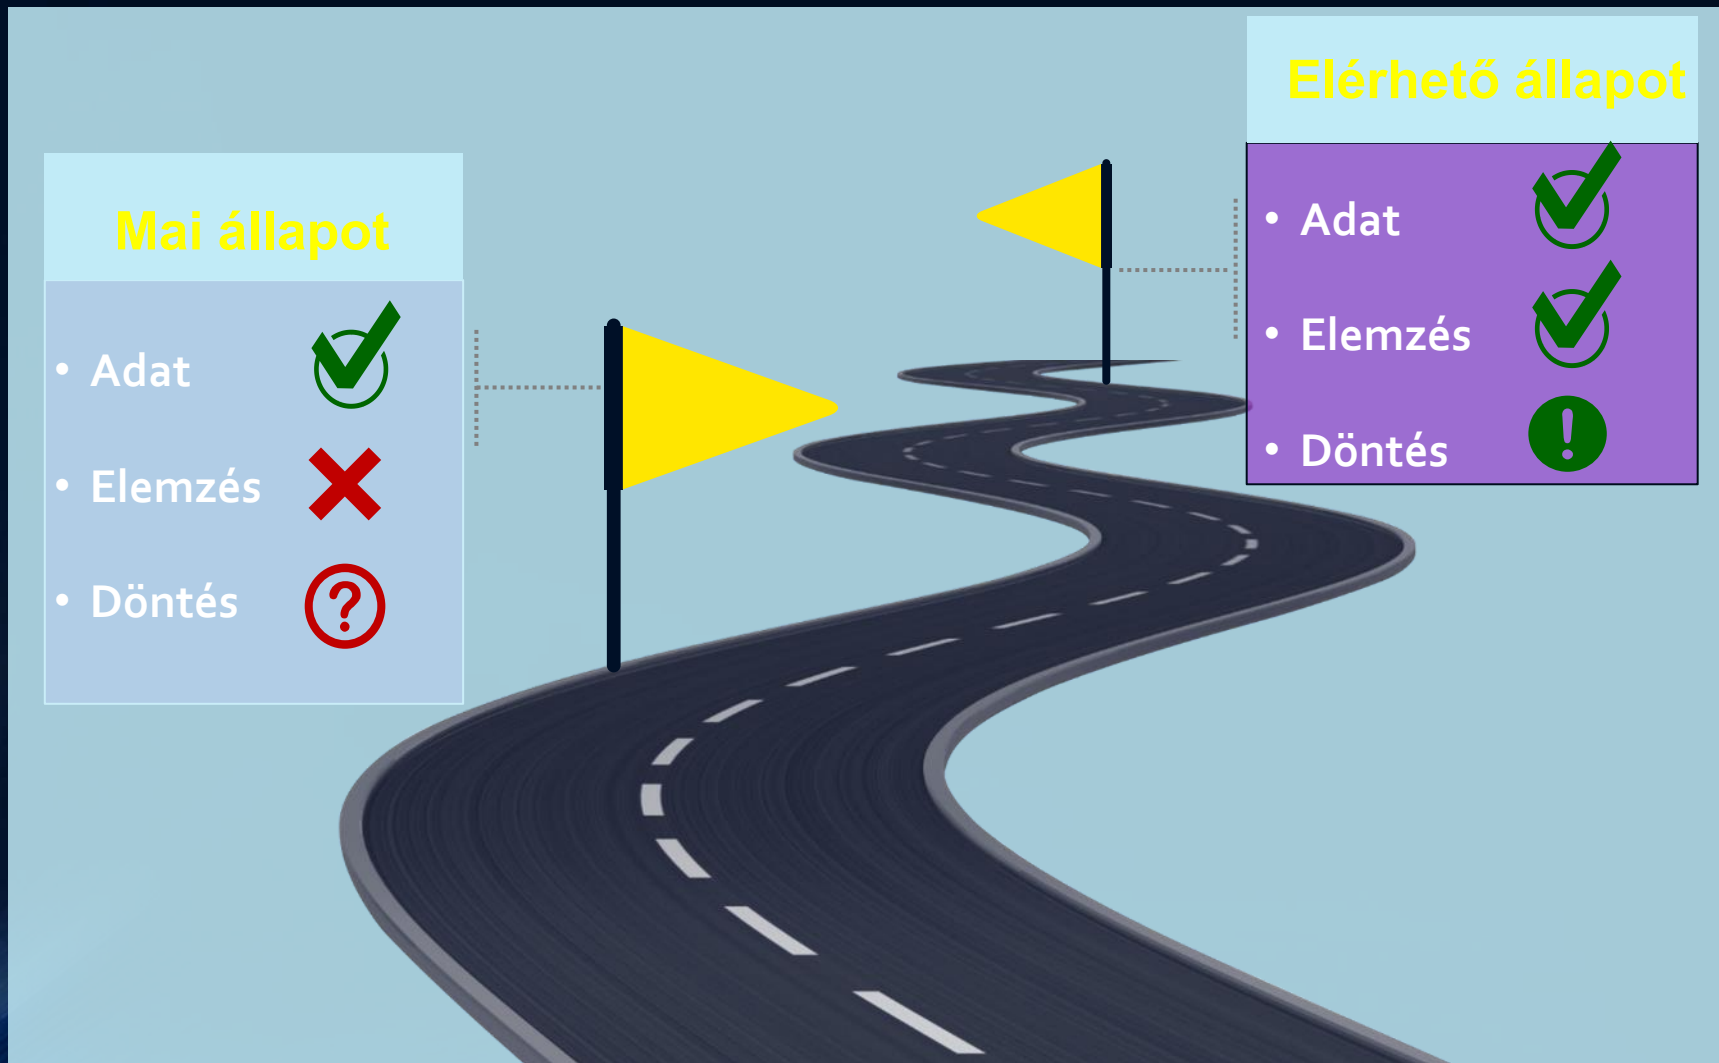 Mai állapot
• Adat
• Elemzés
• Döntés
Elérhető állapot
• Adat
• Elemzés
• Döntés